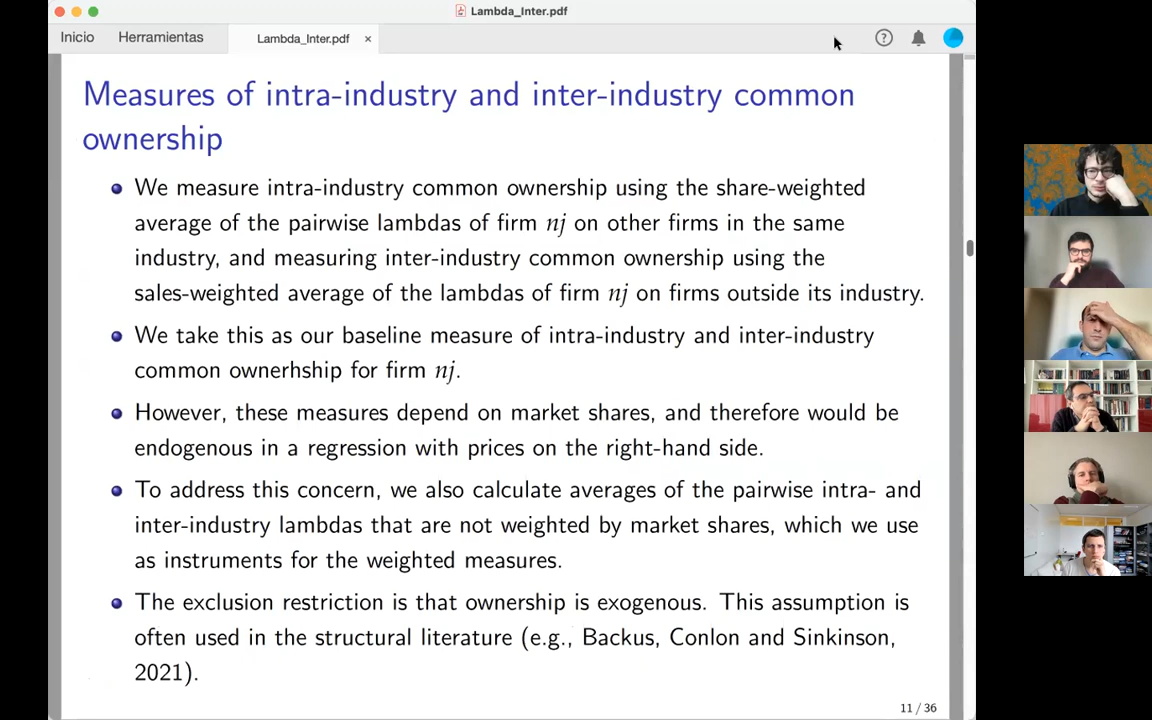 Lambda_Inter.pdf
Inicio
Herramientas
Lambda_Inter.pdf ×
?
Measures of intra-industry and inter-industry common
ownership
We measure intra-industry common ownership using the share-weighted
average of the pairwise lambdas of firm nj on other firms in the same
industry, and measuring inter-industry common ownership using the
sales-weighted average of the lambdas of firm nj on firms outside its industry.
We take this as our baseline measure of intra-industry and inter-industry
common ownerhship for firm nj.
However, these measures depend on market shares, and therefore would be
endogenous in a regression with prices on the right-hand side.
To address this concern, we also calculate averages of the pairwise intra- and
inter-industry lambdas that are not weighted by market shares, which we use
as instruments for the weighted measures.
The exclusion restriction is that ownership is exogenous. This assumption is
often used in the structural literature (e.g., Backus, Conlon and Sinkinson,
2021).
11 / 36